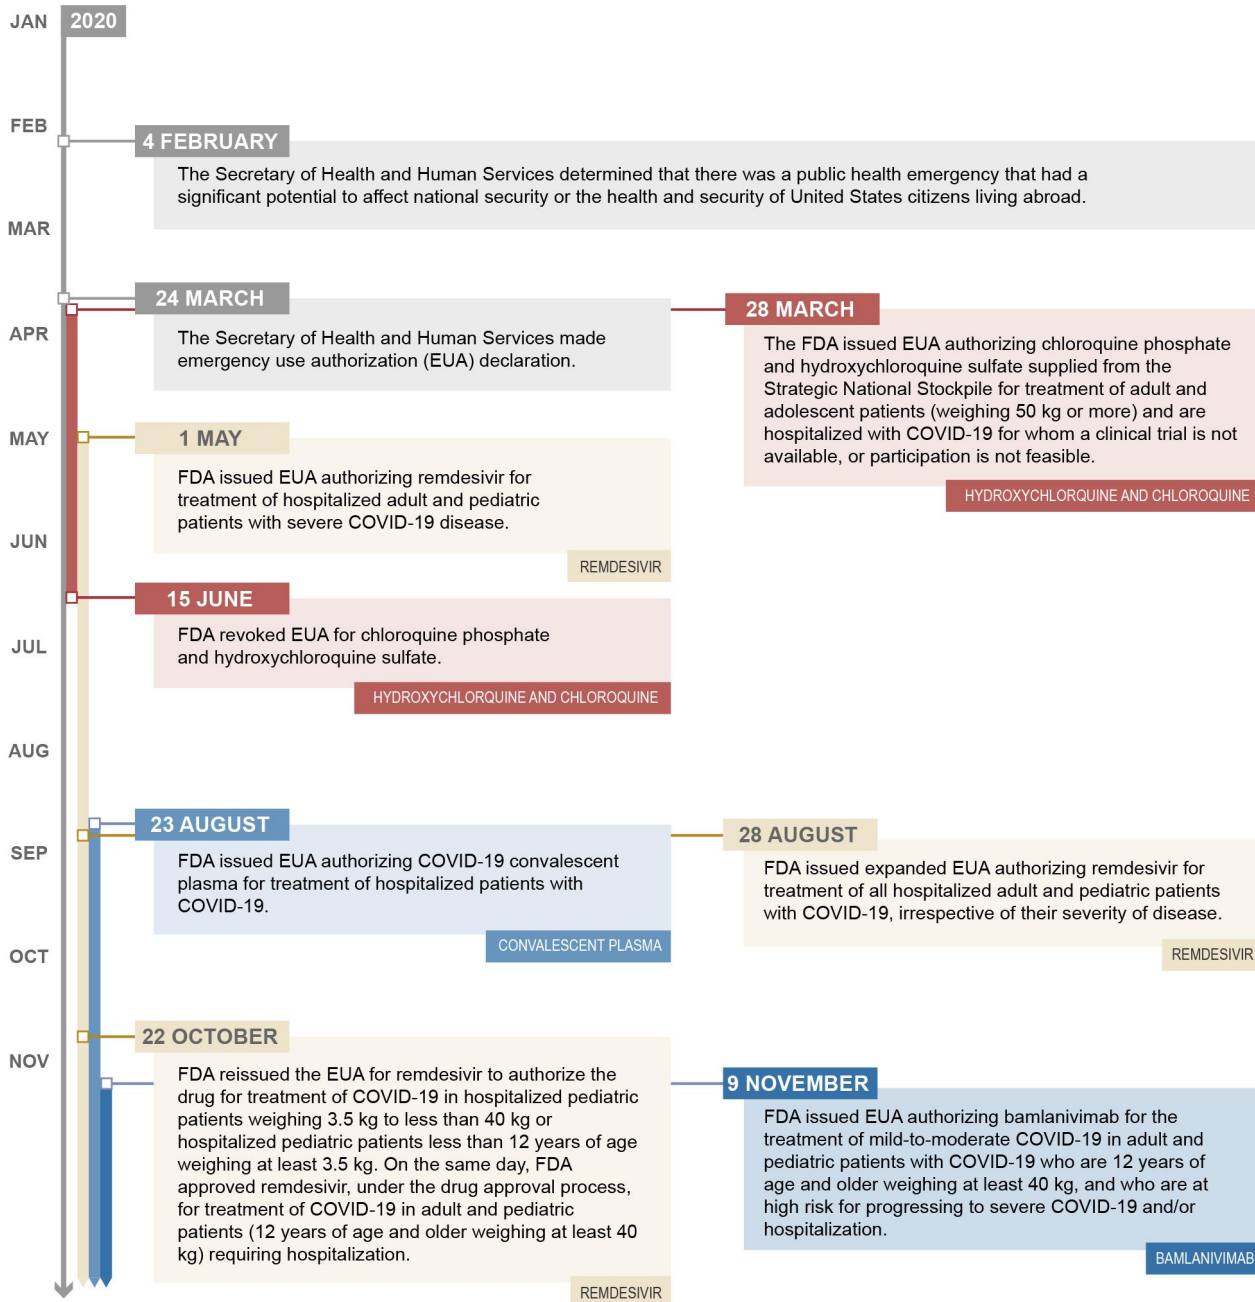 JAN
2020
FEB
4 FEBRUARY
The Secretary of Health and Human Services determined that there was a public health emergency that had a
significant potential to affect national security or the health and security of United States citizens living abroad.
MAR
24 MARCH
The Secretary of Health and Human Services made
emergency use authorization (EUA) declaration.
28 MARCH
The FDA issued EUA authorizing chloroquine phosphate
and hydroxychloroquine sulfate supplied from the
Strategic National Stockpile for treatment of adult and
adolescent patients (weighing 50 kg or more) and are
hospitalized with COVID-19 for whom a clinical trial is not
available, or participation is not feasible.
HYDROXYCHLORQUINE AND CHLOROQUINE
APR
MAY
1 MAY
FDA issued EUA authorizing remdesivir for
treatment of hospitalized adult and pediatric
patients with severe COVID-19 disease.
REMDESIVIR
JUN
15 JUNE
FDA revoked EUA for chloroquine phosphate
and hydroxychloroquine sulfate.
HYDROXYCHLORQUINE AND CHLOROQUINE
JUL
AUG
23 AUGUST
FDA issued EUA authorizing COVID-19 convalescent
plasma for treatment of hospitalized patients with
COVID-19.
CONVALESCENT PLASMA
28 AUGUST
FDA issued expanded EUA authorizing remdesivir for
treatment of all hospitalized adult and pediatric patients
with COVID-19, irrespective of their severity of disease.
REMDESIVIR
SEP
OCT
22 OCTOBER
FDA reissued the EUA for remdesivir to authorize the
drug for treatment of COVID-19 in hospitalized pediatric
patients weighing 3.5 kg to less than 40 kg or
hospitalized pediatric patients less than 12 years of age
weighing at least 3.5 kg. On the same day, FDA
approved remdesivir, under the drug approval process,
for treatment of COVID-19 in adult and pediatric
patients (12 years of age and older weighing at least 40
kg) requiring hospitalization.
REMDESIVIR
NOV
9 NOVEMBER
FDA issued EUA authorizing bamlanivimab for the
treatment of mild-to-moderate COVID-19 in adult and
pediatric patients with COVID-19 who are 12 years of
age and older weighing at least 40 kg, and who are at
high risk for progressing to severe COVID-19 and/or
hospitalization.
BAMLANIVIMAB